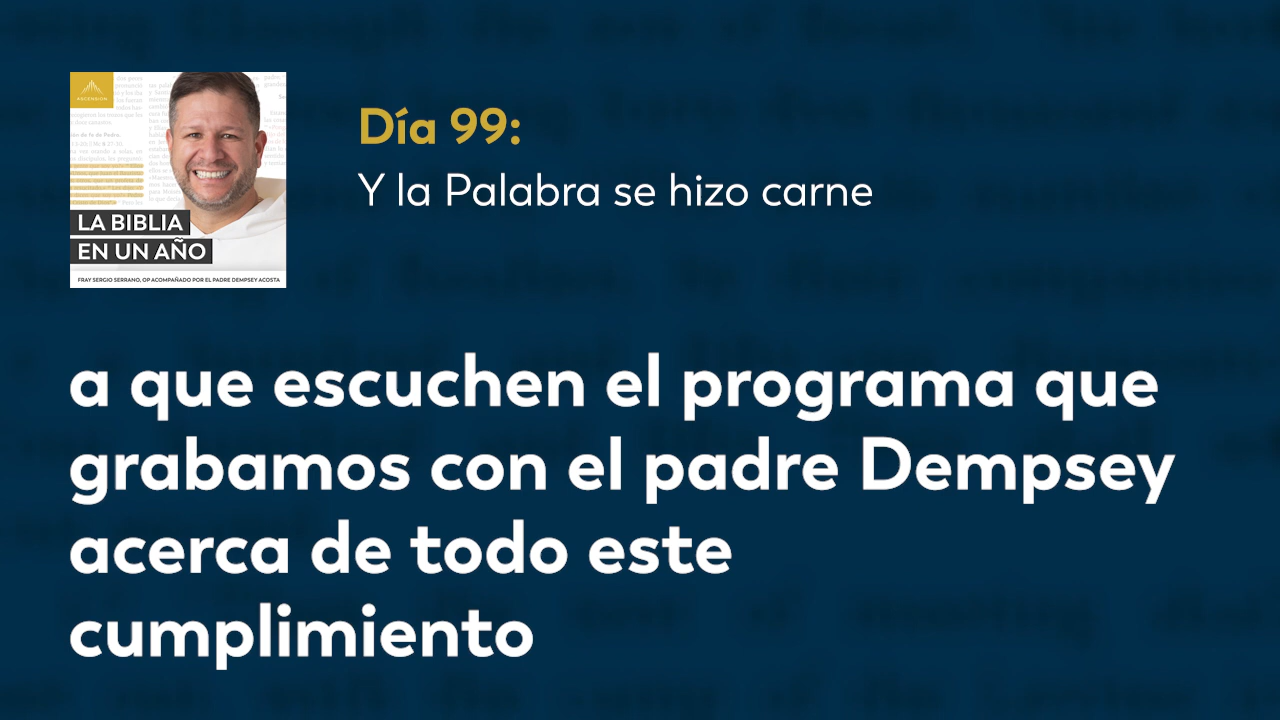 ASCENSION
LA BIBLIA
EN UN AÑO
FRAY SERGIO SERRANO, OP ACOMPAÑADO POR EL PADRE DEMPSEY ACOSTA
Día 99:
Y la Palabra se hizo carne
a que escuchen el programa que
grabamos con el padre Dempsey
acerca de todo este
cumplimiento